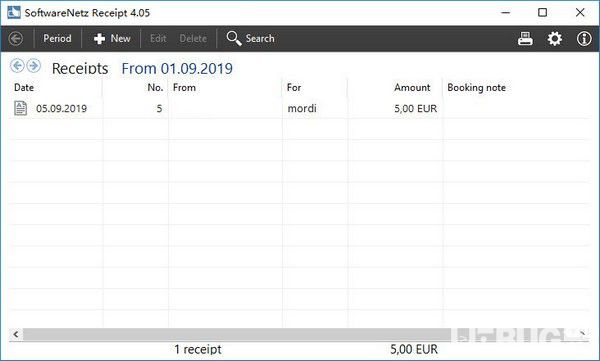 SoftwareNetz Receipt 4.05
Period New Edit Delete Search
Receipts From 01.09.2019
Date No. From For Amount Booking note
05.09.2019 5 mordi 5,00 EUR
1 receipt 5,00 EUR